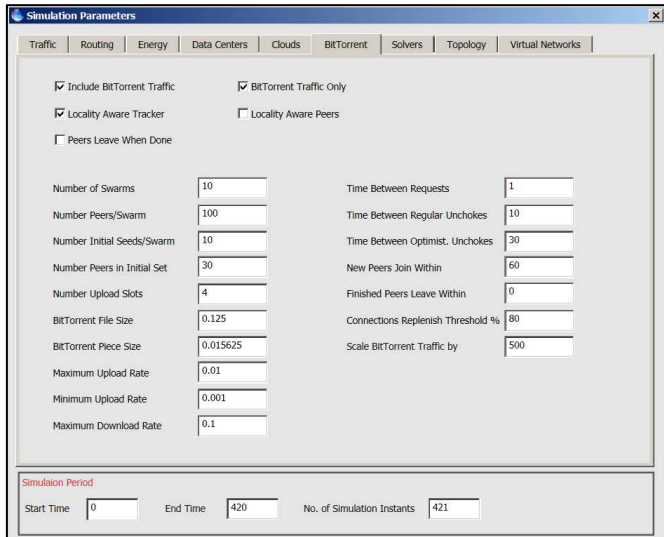 Simulation Parameters
Traffic Routing Energy Data Centers Clouds BitTorrent Solvers Topology Virtual Networks
Include BitTorrent Traffic BitTorrent Traffic Only
Locality Aware Tracker Locality Aware Peers
Peers Leave When Done
Number of Swarms 10 Time Between Requests 1
Number Peers/Swarm 100 Time Between Regular Unchokes 10
Number Initial Seeds/Swarm 10 Time Between Optimist. Unchokes 30
Number Peers in Initial Set 30 New Peers Join Within 60
Number Upload Slots 4 Finished Peers Leave Within 0
BitTorrent File Size 0.125 Connections Replenish Threshold % 80
BitTorrent Piece Size 0.015625 Scale BitTorrent Traffic by 500
Maximum Upload Rate 0.01
Minimum Upload Rate 0.001
Maximum Download Rate 0.1
Simulaion Period
Start Time 0 End Time 420 No. of Simulation Instants 421